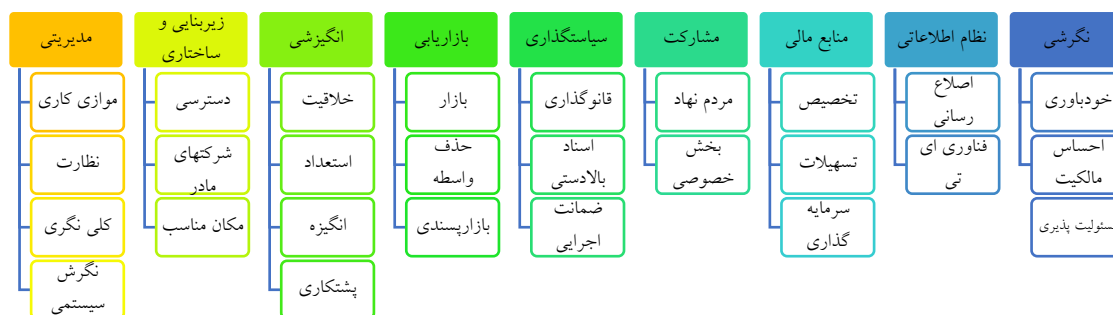 نگرشی
خودباوری
احساس
مالکیت
مسئولیت پذیری
نظام اطلاعاتی
اصلاع
رسانی
فناوری ای
تی
منابع مالی
تخصیص
تسهیلات
سرمایه
گذاری
مشارکت
مردم نهاد
بخش
خصوصی
سیاستگذاری
قانوگذاری
اسناد
بالادستی
ضمانت
اجرایی
بازاریابی
بازار
حذف
واسطه
بازارپسندی
انگیزشی
خلاقیت
استعداد
انگیزه
پشتکاری
زیربنایی و
ساختاری
دسترسی
شرکتهای
مادر
مکان مناسب
مدیریتی
موازی کاری
نظارت
کلی نگری
نگرش
سیستمی